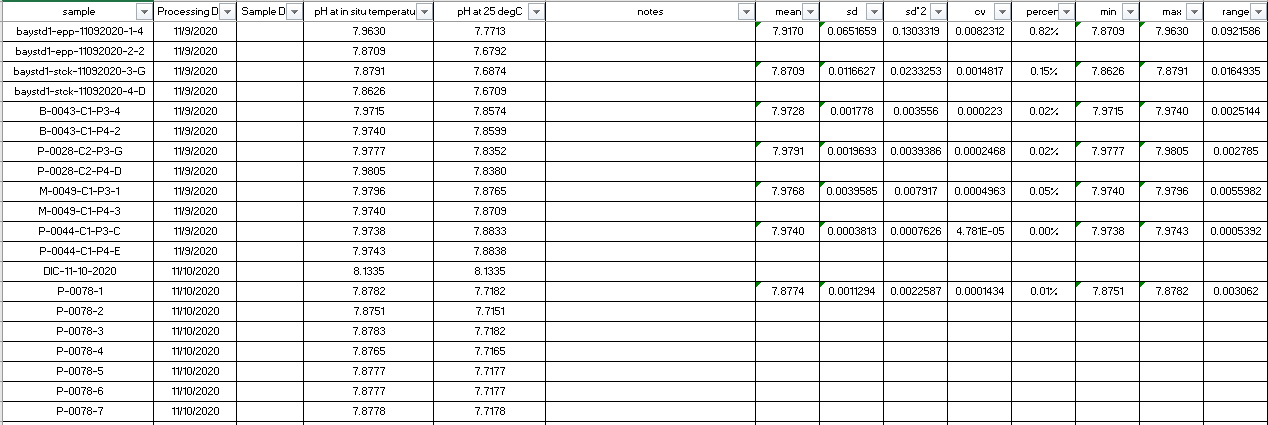 sample Processing D Sample D pH at in situ temperatu pH at 25 degC notes mean sd sd*2 cv percer min max range
baystd1-epp-11092020-1-4 11/9/2020 7.9630 7.7713 7.9170 0.0651659 0.1303319 0.0082312 0.82% 7.8709 7.9630 0.0921586
baystd1-epp-11092020-2-2 11/9/2020 7.8709 7.6792
baystd1-stck-11092020-3-G 11/9/2020 7.8791 7.6874 7.8709 0.0116627 0.0233253 0.0014817 0.15% 7.8626 7.8791 0.0164935
baystd1-stck-11092020-4-D 11/9/2020 7.8626 7.6709
B-0043-C1-P3-4 11/9/2020 7.9715 7.8574 7.9728 0.001778 0.003556 0.000223 0.02% 7.9715 7.9740 0.0025144
B-0043-C1-P4-2 11/9/2020 7.9740 7.8599
P-0028-C2-P3-G 11/9/2020 7.9777 7.8352 7.9791 0.0019693 0.0039386 0.0002468 0.02% 7.9777 7.9805 0.002785
P-0028-C2-P4-D 11/9/2020 7.9805 7.8380
M-0049-C1-P3-1 11/9/2020 7.9796 7.8765 7.9768 0.0039585 0.007917 0.0004963 0.05% 7.9740 7.9796 0.0055982
M-0049-C1-P4-3 11/9/2020 7.9740 7.8709
P-0044-C1-P3-C 11/9/2020 7.9738 7.8833 7.9740 0.0003813 0.0007626 4.781E-05 0.00% 7.9738 7.9743 0.0005392
P-0044-C1-P4-E 11/9/2020 7.9743 7.8838
DIC-11-10-2020 11/10/2020 8.1335 8.1335
P-0078-1 11/10/2020 7.8782 7.7182 7.8774 0.0011294 0.0022587 0.0001434 0.01% 7.8751 7.8782 0.003062
P-0078-2 11/10/2020 7.8751 7.7151
P-0078-3 11/10/2020 7.8783 7.7182
P-0078-4 11/10/2020 7.8765 7.7165
P-0078-5 11/10/2020 7.8777 7.7177
P-0078-6 11/10/2020 7.8777 7.7177
P-0078-7 11/10/2020 7.8778 7.7178